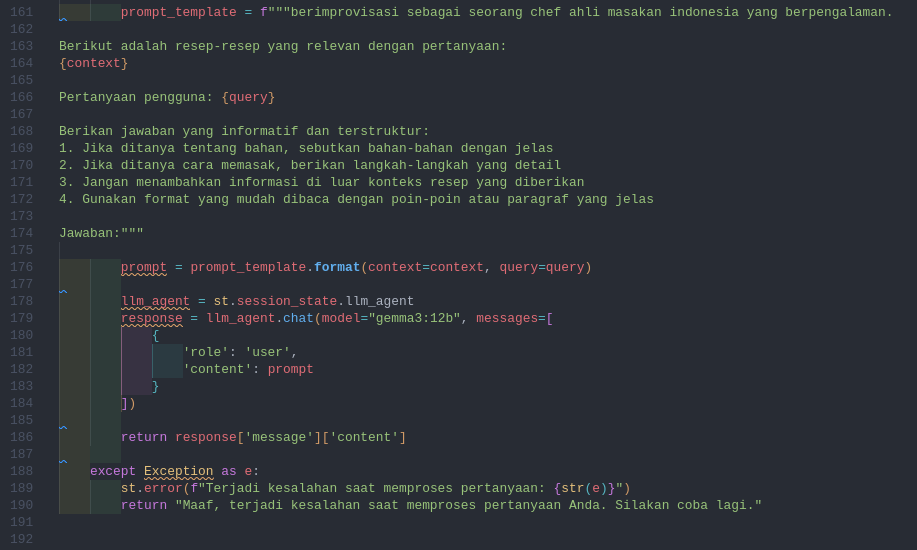 161 prompt_template = f"""berimprovisasi sebagai seorang chef ahli masakan indonesia yang berpengalaman.
162
163 Berikut adalah resep-resep yang relevan dengan pertanyaan:
164 {context}
165
166 Pertanyaan pengguna: {query}
167
168 Berikan jawaban yang informatif dan terstruktur:
169 1. Jika ditanya tentang bahan, sebutkan bahan-bahan dengan jelas
170 2. Jika ditanya cara memasak, berikan langkah-langkah yang detail
171 3. Jangan menambahkan informasi di luar konteks resep yang diberikan
172 4. Gunakan format yang mudah dibaca dengan poin-poin atau paragraf yang jelas
173
174 Jawaban:"""
175
176 prompt = prompt_template.format(context=context, query=query)
177
178 llm_agent = st.session_state.llm_agent
179 response = llm_agent.chat(model="gemma3:12b", messages=[
180 {
181 'role': 'user',
182 'content': prompt
183 }
184 ])
185
186 return response['message']['content']
187
188 except Exception as e:
189 st.error(f"Terjadi kesalahan saat memproses pertanyaan: {str(e)}")
190 return "Maaf, terjadi kesalahan saat memproses pertanyaan Anda. Silakan coba lagi."
191
192